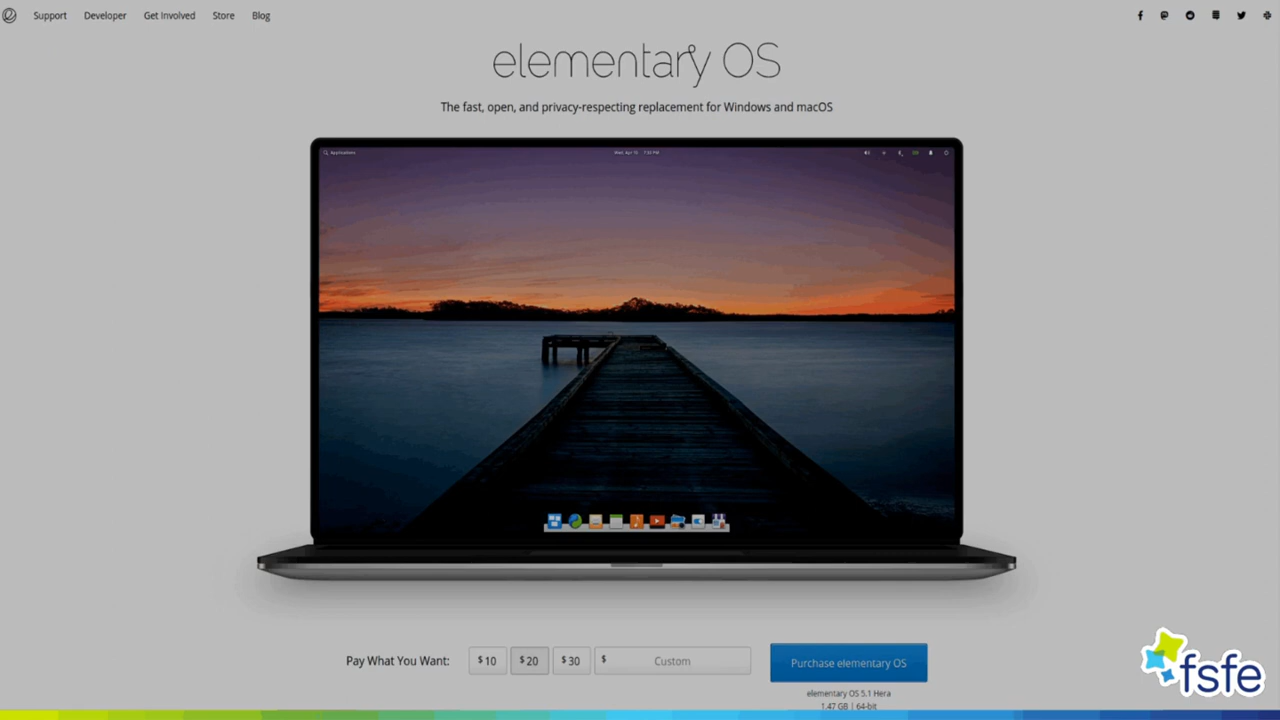 Support Developer Get Involved Store Blog
elementary OS
The fast, open, and privacy-respecting replacement for Windows and macOS
Applications
Pay What You Want: $10 $20 $30 $ Custom Purchase elementary OS
elementary OS 5.1 Hera
1.47 GB | 64-bit
fsfe